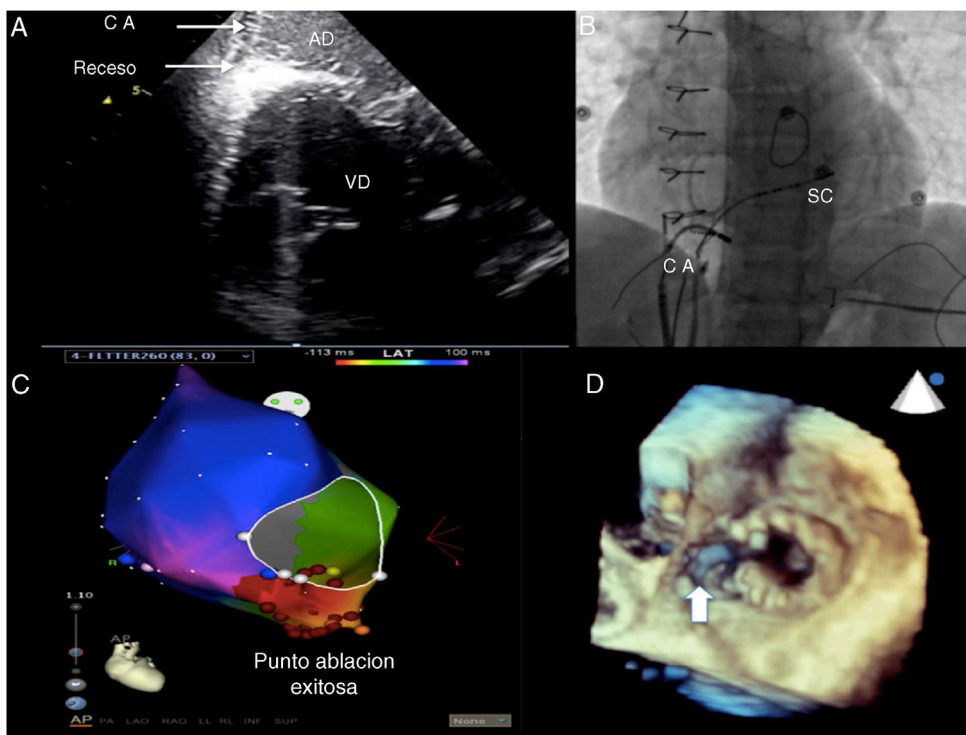 A
C A
AD
Receso
5
VD
B
SC
C A
4-FLTTER260 (83, 0)
-113 ms LAT 100 ms
C
R
L
1.10
AP
Punto ablacion
exitosa
AP PA LAO RAO LL RL INF SUP
None
D